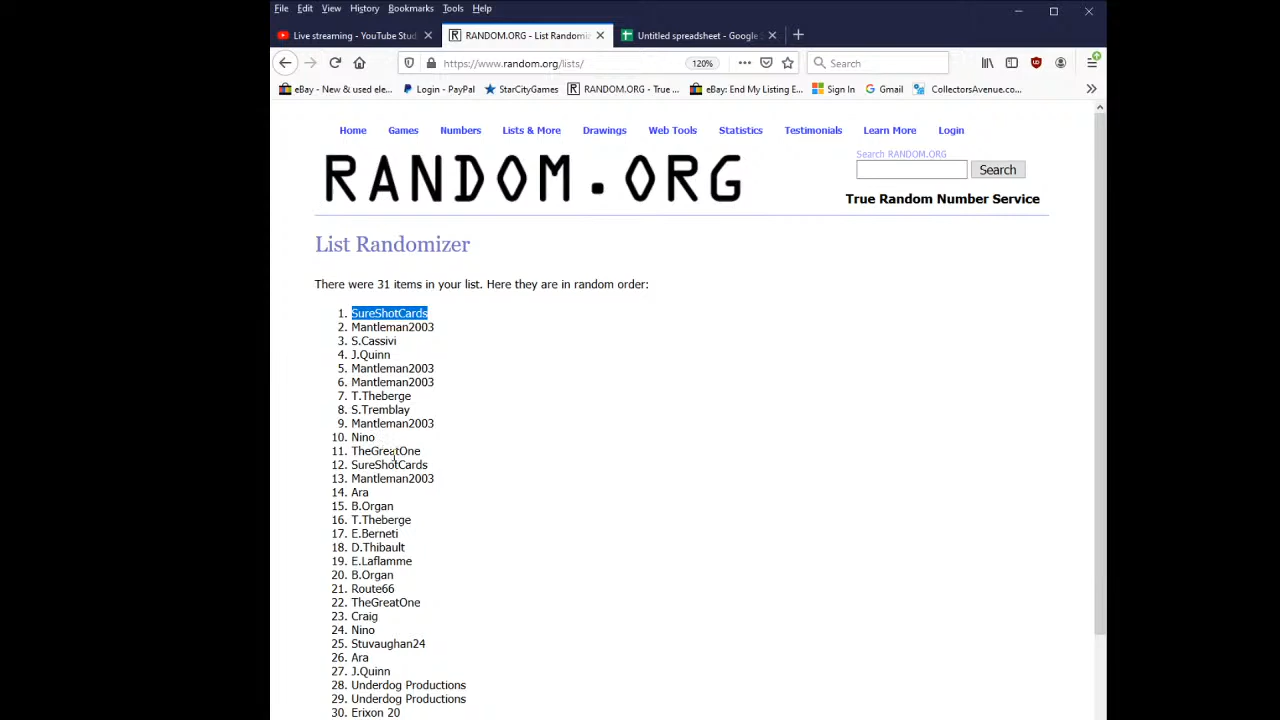 File Edit View History Bookmarks Tools Help
Live streaming - YouTube Stud
RANDOM.ORG - List Randomiz
Untitled spreadsheet - Google S
https://www.random.org/lists/
120%
Search
eBay - New & used ele...
Login - PayPal
StarCityGames
RANDOM.ORG - True ...
eBay: End My Listing E...
Sign In
Gmail
CollectorsAvenue.co...
Home Games Numbers Lists & More Drawings Web Tools Statistics Testimonials Learn More Login
RANDOM.ORG
Search RANDOM.ORG
Search
True Random Number Service
List Randomizer
There were 31 items in your list. Here they are in random order:
1. SureShotCards
2. Mantleman2003
3. S.Cassivi
4. J.Quinn
5. Mantleman2003
6. Mantleman2003
7. T.Theberge
8. S.Tremblay
9. Mantleman2003
10. Nino
11. TheGreatOne
12. SureShotCards
13. Mantleman2003
14. Ara
15. B.Organ
16. T.Theberge
17. E.Berneti
18. D.Thibault
19. E.Laflamme
20. B.Organ
21. Route66
22. TheGreatOne
23. Craig
24. Nino
25. Stuvaughan24
26. Ara
27. J.Quinn
28. Underdog Productions
29. Underdog Productions
30. Erixon 20